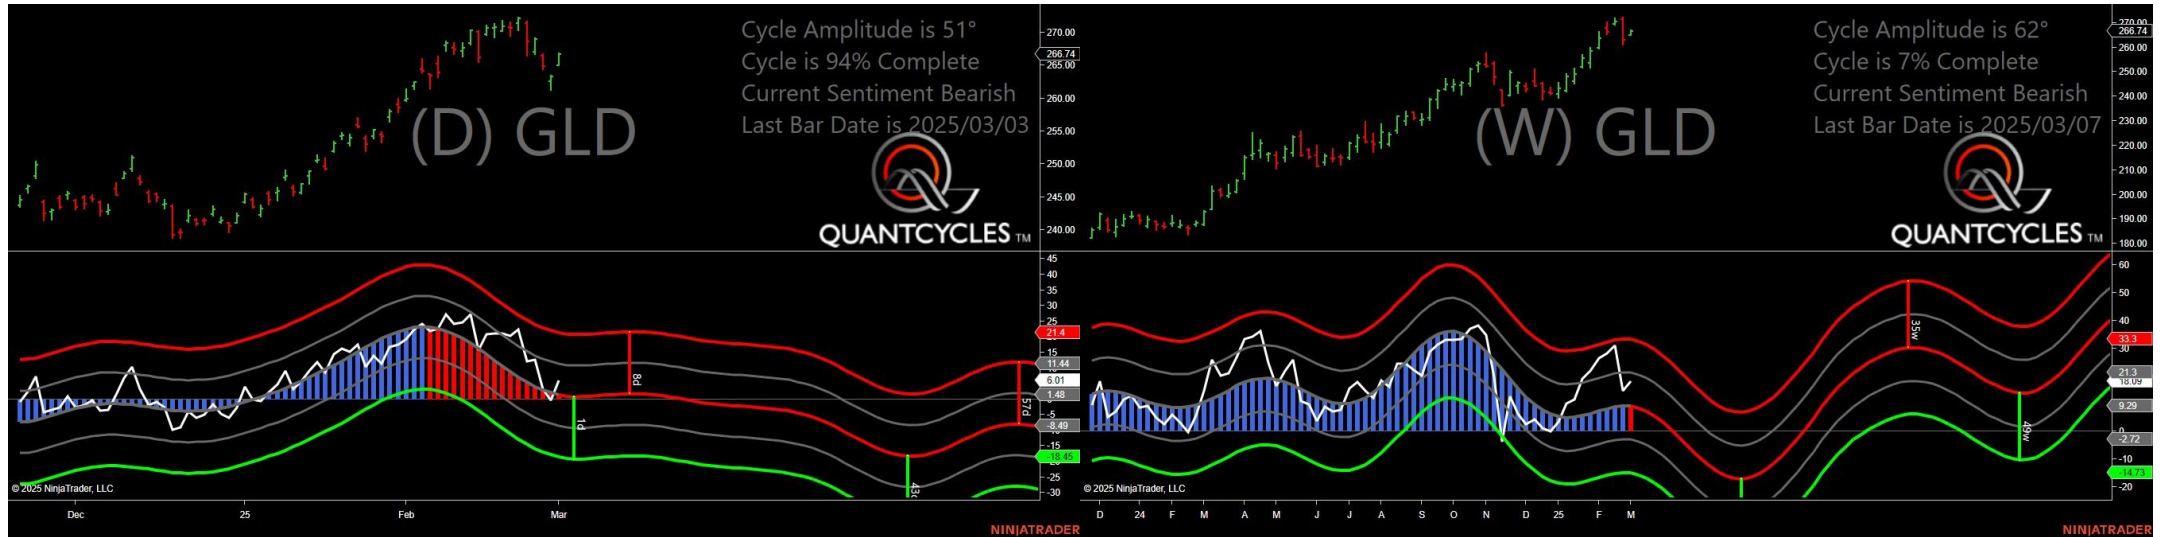 Cycle Amplitude is 51°
Cycle is 94% Complete
Current Sentiment Bearish
Last Bar Date is 2025/03/03
(D) GLD
QUANTCYCLES TM
270.00
266.74
265.00
260.00
255.00
250.00
245.00
240.00
45
40
35
30
25
21.4
15
11.44
6.01
1.48
-5
-8.49
-15
-18.45
-25
-30
8d
1d
57d
© 2025 NinjaTrader, LLC
Dec
25
Feb
Mar
NINJATRADER
Cycle Amplitude is 62°
Cycle is 7% Complete
Current Sentiment Bearish
Last Bar Date is 2025/03/07
(W) GLD
QUANTCYCLES TM
270.00
266.74
260.00
250.00
240.00
230.00
220.00
210.00
200.00
190.00
180.00
60
50
40
33.3
30
21.3
18.09
9.29
0
-2.72
-10
-14.73
-20
35w
49w
© 2025 NinjaTrader, LLC
D 24 F M A M J J A S O N D 25 F M
NINJATRADER